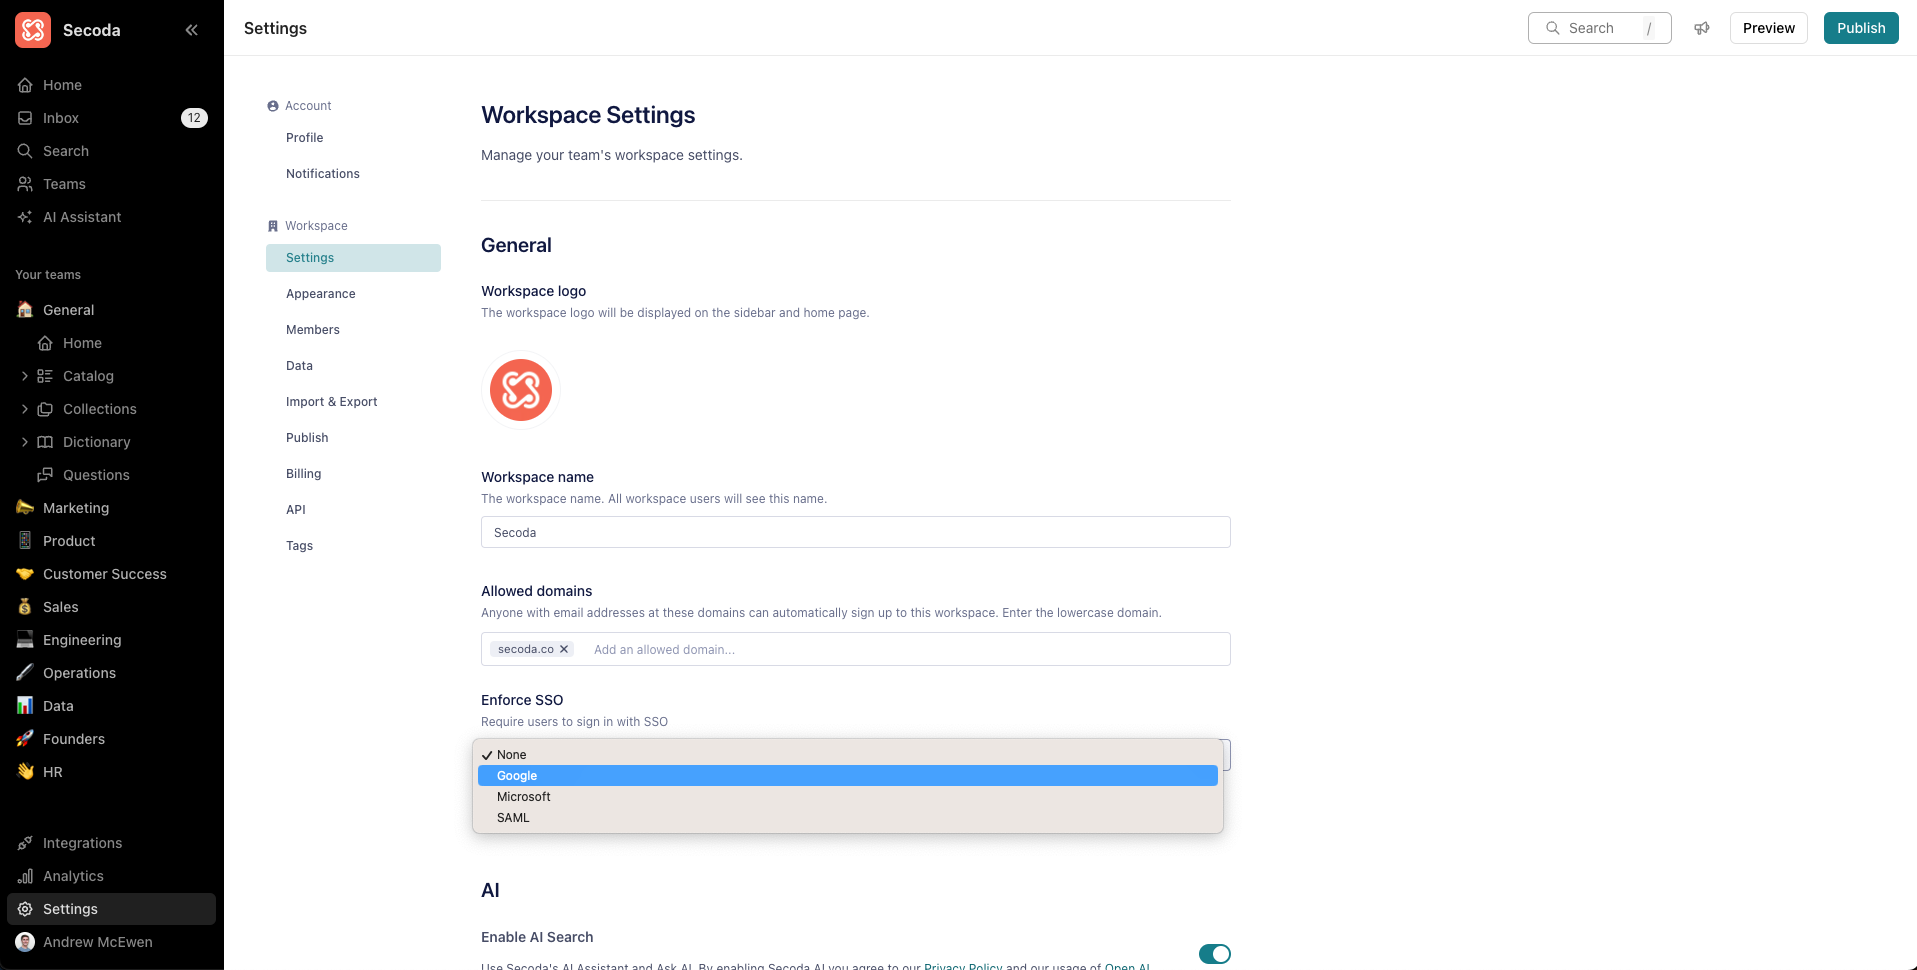 Secoda
Home
Inbox
12
Search
Teams
AI Assistant
Your teams
General
Home
Catalog
Collections
Dictionary
Questions
Marketing
Product
Customer Success
Sales
Engineering
Operations
Data
Founders
HR
Integrations
Analytics
Settings
Andrew McEwen
Settings
Search
/
Preview
Publish
Account
Profile
Notifications
Workspace
Settings
Appearance
Members
Data
Import & Export
Publish
Billing
API
Tags
Workspace Settings
Manage your team's workspace settings.
General
Workspace logo
The workspace logo will be displayed on the sidebar and home page.
Workspace name
The workspace name. All workspace users will see this name.
Secoda
Allowed domains
Anyone with email addresses at these domains can automatically sign up to this workspace. Enter the lowercase domain.
secoda.co
Add an allowed domain...
Enforce SSO
Require users to sign in with SSO
None
Google
Microsoft
SAML
AI
Enable AI Search
Use Secoda's AI Assistant and Ask AI. By enabling Secoda AI you agree to our Privacy Policy and our usage of Open AI